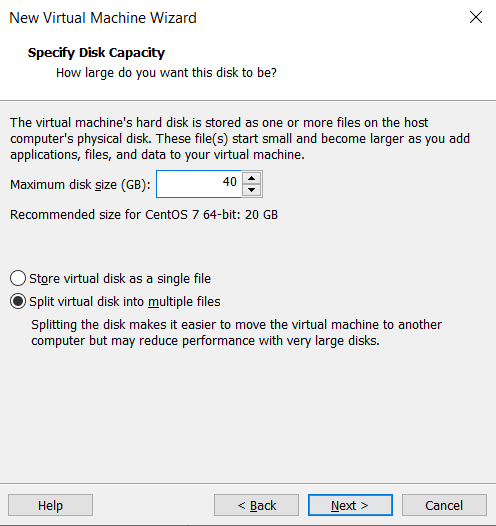 New Virtual Machine Wizard
Specify Disk Capacity
How large do you want this disk to be?
The virtual machine's hard disk is stored as one or more files on the host
computer's physical disk. These file(s) start small and become larger as you add
applications, files, and data to your virtual machine.
Maximum disk size (GB): 40
Recommended size for CentOS 7 64-bit: 20 GB
Store virtual disk as a single file
Split virtual disk into multiple files
Splitting the disk makes it easier to move the virtual machine to another
computer but may reduce performance with very large disks.
Help < Back Next > Cancel